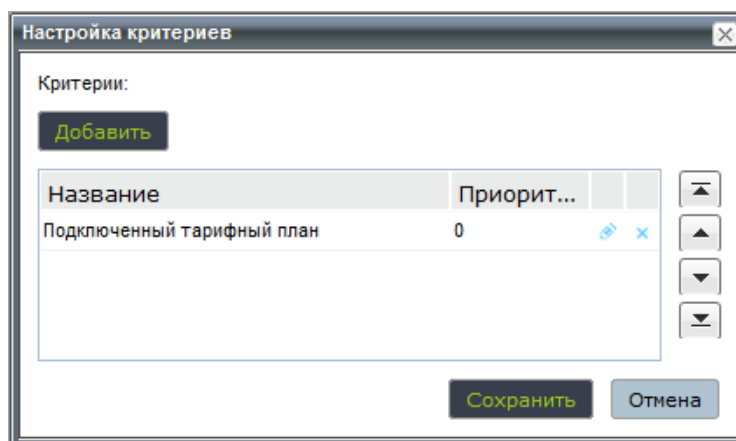 Настройка критериев
Критерии:
Добавить
Название Приорит...
Подключенный тарифный план 0
Сохранить Отмена